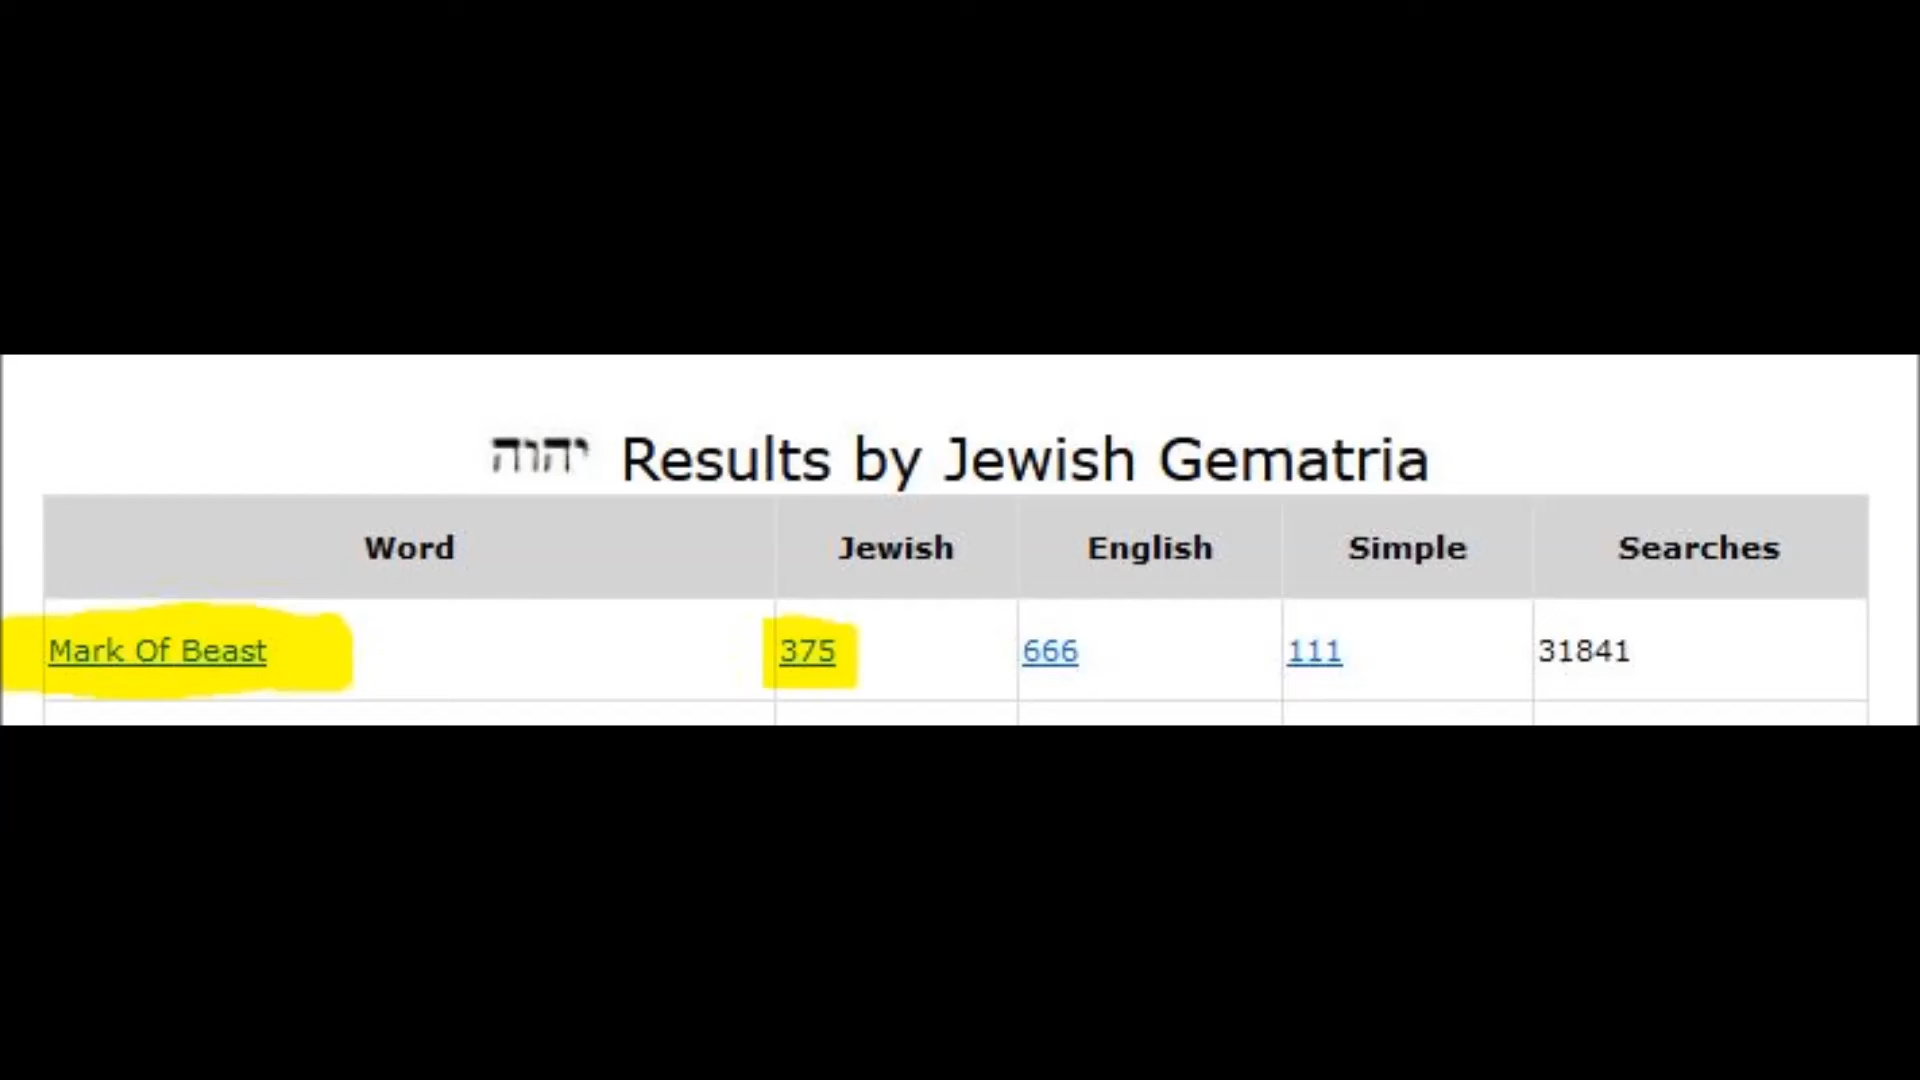 יהוה Results by Jewish Gematria
Word Jewish English Simple Searches
Mark Of Beast 375 666 111 31841